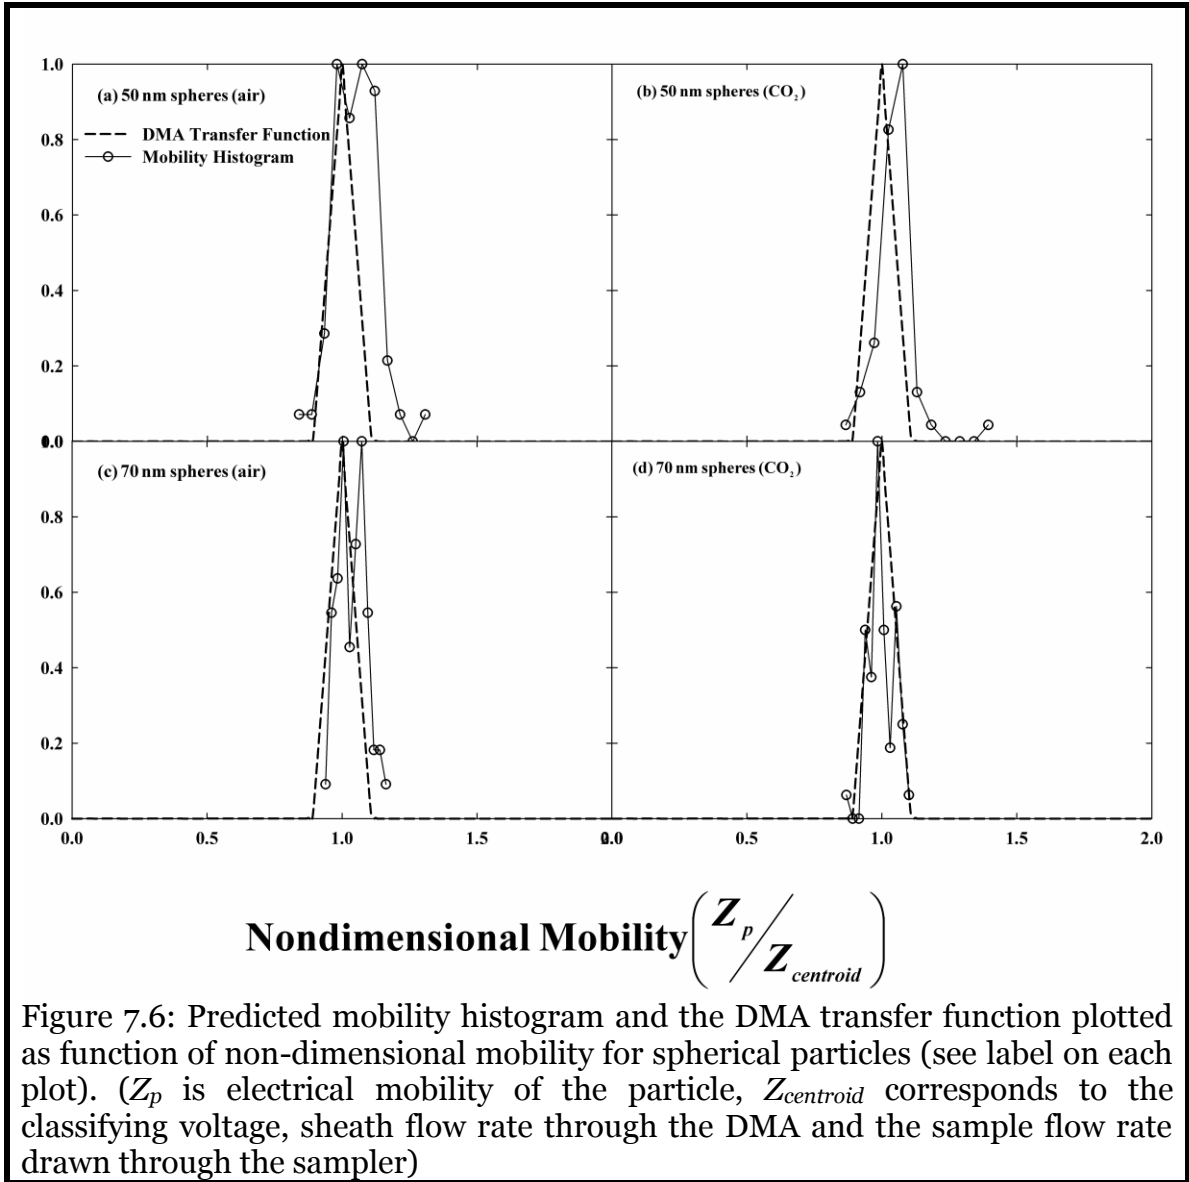 1.0
(a) 50 nm spheres (air)
(b) 50 nm spheres (CO2)
DMA Transfer Function
0.8
Mobility Histogram
0.6
0.4
0.2
0.0
1.0
(c) 70 nm spheres (air)
(d) 70 nm spheres (CO2)
0.8
0.6
0.4
0.2
0.0
0.0 0.5 1.0 1.5 2.0 0.0 0.5 1.0 1.5 2.0
Nondimensional Mobility (Zp/Zcentroid)
Figure 7.6: Predicted mobility histogram and the DMA transfer function plotted
as function of non-dimensional mobility for spherical particles (see label on each
plot). (Zp is electrical mobility of the particle, Zcentroid corresponds to the
classifying voltage, sheath flow rate through the DMA and the sample flow rate
drawn through the sampler)